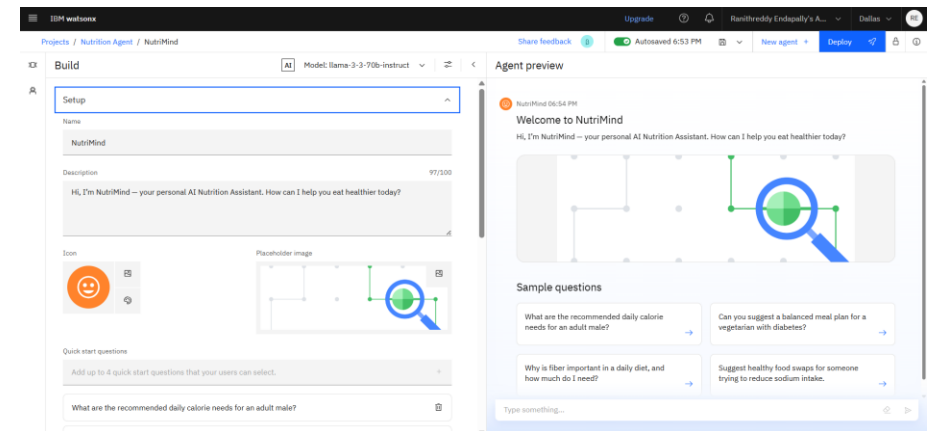 IBM watsonx
Upgrade
Ranithreddy Endapally's A...
Dallas
RE
Projects / Nutrition Agent / NutriMind
Share feedback
Autosaved 6:53 PM
New agent +
Deploy
Build
AI
Model: llama-3-3-70b-instruct
Agent preview
Setup
Name
NutriMind
Description
97/100
Hi, I'm NutriMind — your personal AI Nutrition Assistant. How can I help you eat healthier today?
Icon
Placeholder image
Quick start questions
Add up to 4 quick start questions that your users can select.
What are the recommended daily calorie needs for an adult male?
NutriMind 06:54 PM
Welcome to NutriMind
Hi, I'm NutriMind — your personal AI Nutrition Assistant. How can I help you eat healthier today?
Sample questions
What are the recommended daily calorie
needs for an adult male?
Can you suggest a balanced meal plan for a
vegetarian with diabetes?
Why is fiber important in a daily diet, and
how much do I need?
Suggest healthy food swaps for someone
trying to reduce sodium intake.
Type something...